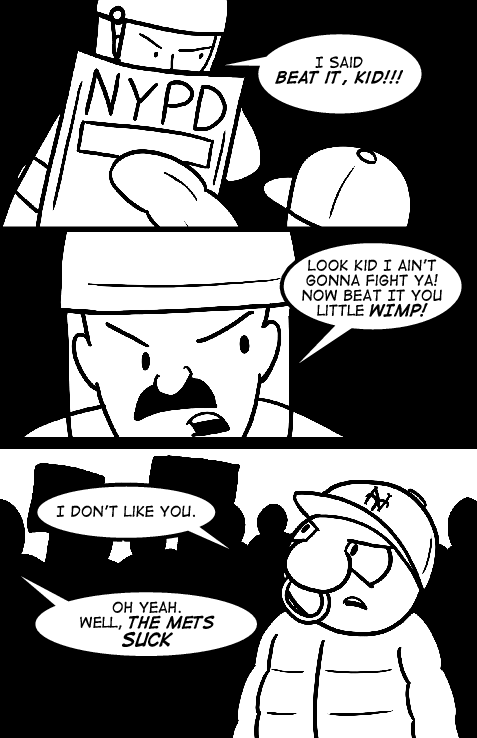 NYPD
I SAID
BEAT IT, KID!!!
LOOK KID I AIN'T
GONNA FIGHT YA!
NOW BEAT IT YOU
LITTLE WIMP!
I DON'T LIKE YOU.
NY
OH YEAH.
WELL, THE METS
SUCK